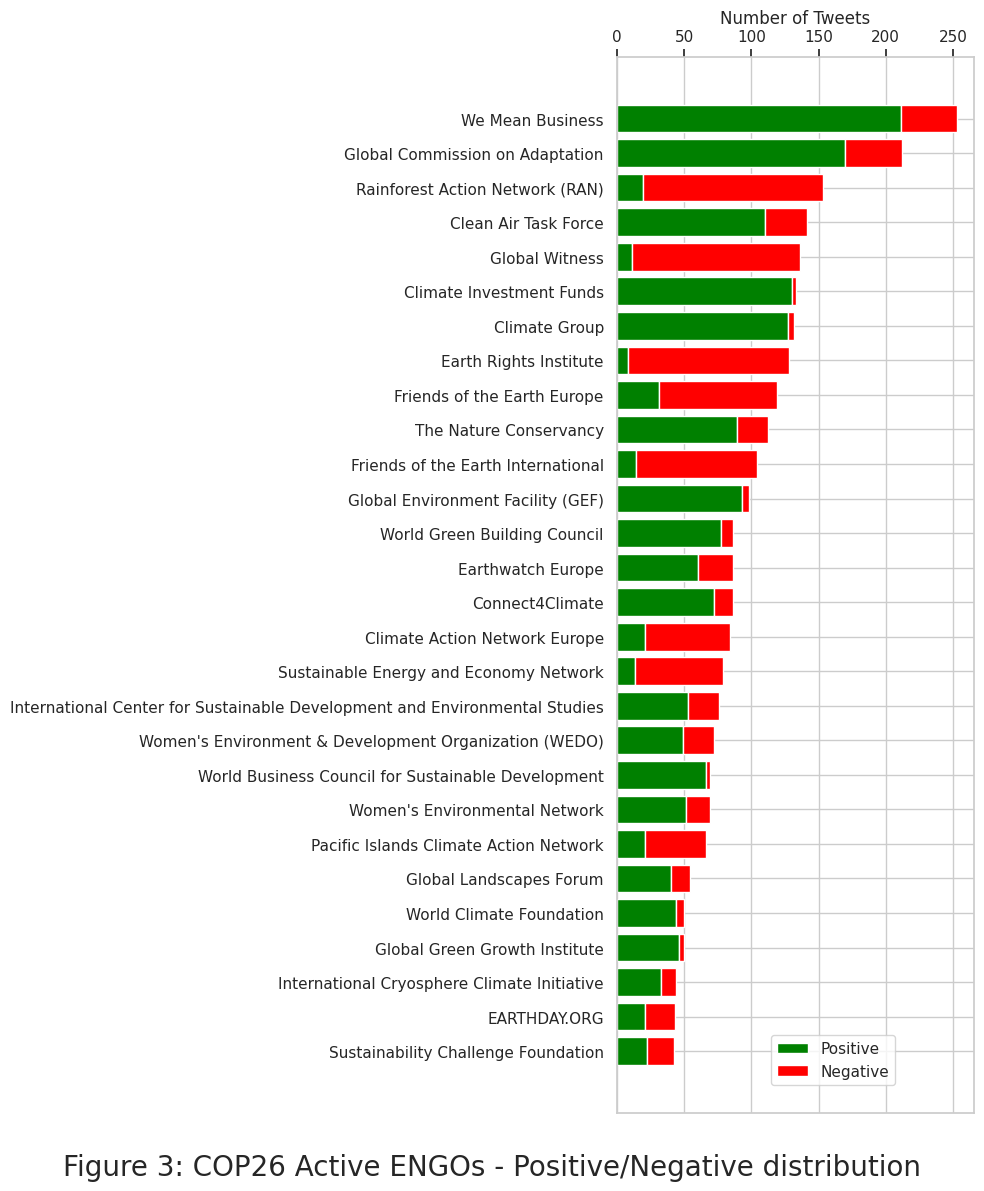 Number of Tweets
0 50 100 150 200 250
We Mean Business
Global Commission on Adaptation
Rainforest Action Network (RAN)
Clean Air Task Force
Global Witness
Climate Investment Funds
Climate Group
Earth Rights Institute
Friends of the Earth Europe
The Nature Conservancy
Friends of the Earth International
Global Environment Facility (GEF)
World Green Building Council
Earthwatch Europe
Connect4Climate
Climate Action Network Europe
Sustainable Energy and Economy Network
International Center for Sustainable Development and Environmental Studies
Women's Environment & Development Organization (WEDO)
World Business Council for Sustainable Development
Women's Environmental Network
Pacific Islands Climate Action Network
Global Landscapes Forum
World Climate Foundation
Global Green Growth Institute
International Cryosphere Climate Initiative
EARTHDAY.ORG
Sustainability Challenge Foundation
Positive
Negative
Figure 3: COP26 Active ENGOs - Positive/Negative distribution